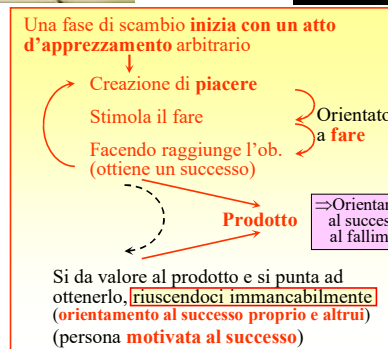 Una fase di scambio inizia con un atto
d'apprezzamento arbitrario
Creazione di piacere
Stimola il fare
Orientato
a fare
Facendo raggiunge l'ob.
(ottiene un successo)
Prodotto
⇒Orientar
al success
al fallim
Si da valore al prodotto e si punta ad
ottenerlo, riuscendoci immancabilmente
(orientamento al successo proprio e altrui)
(persona motivata al successo)